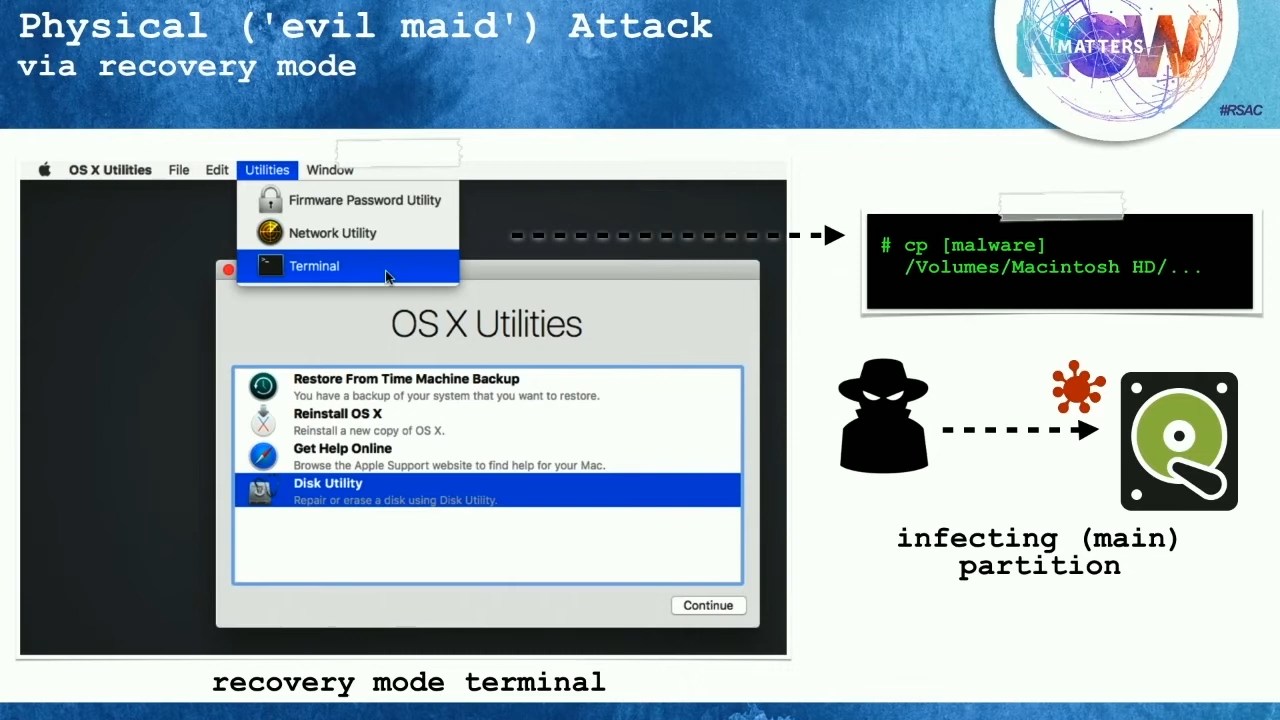 Physical ('evil maid') Attack
via recovery mode
NOW
MATTERS
#RSAC
OS X Utilities File Edit Utilities Window
Firmware Password Utility
Network Utility
Terminal
OS X Utilities
Restore From Time Machine Backup
You have a backup of your system that you want to restore.
Reinstall OS X
Reinstall a new copy of OS X.
Get Help Online
Browse the Apple Support website to find help for your Mac.
Disk Utility
Repair or erase a disk using Disk Utility.
Continue
recovery mode terminal
# cp [malware]
/Volumes/Macintosh HD/...
infecting (main)
partition